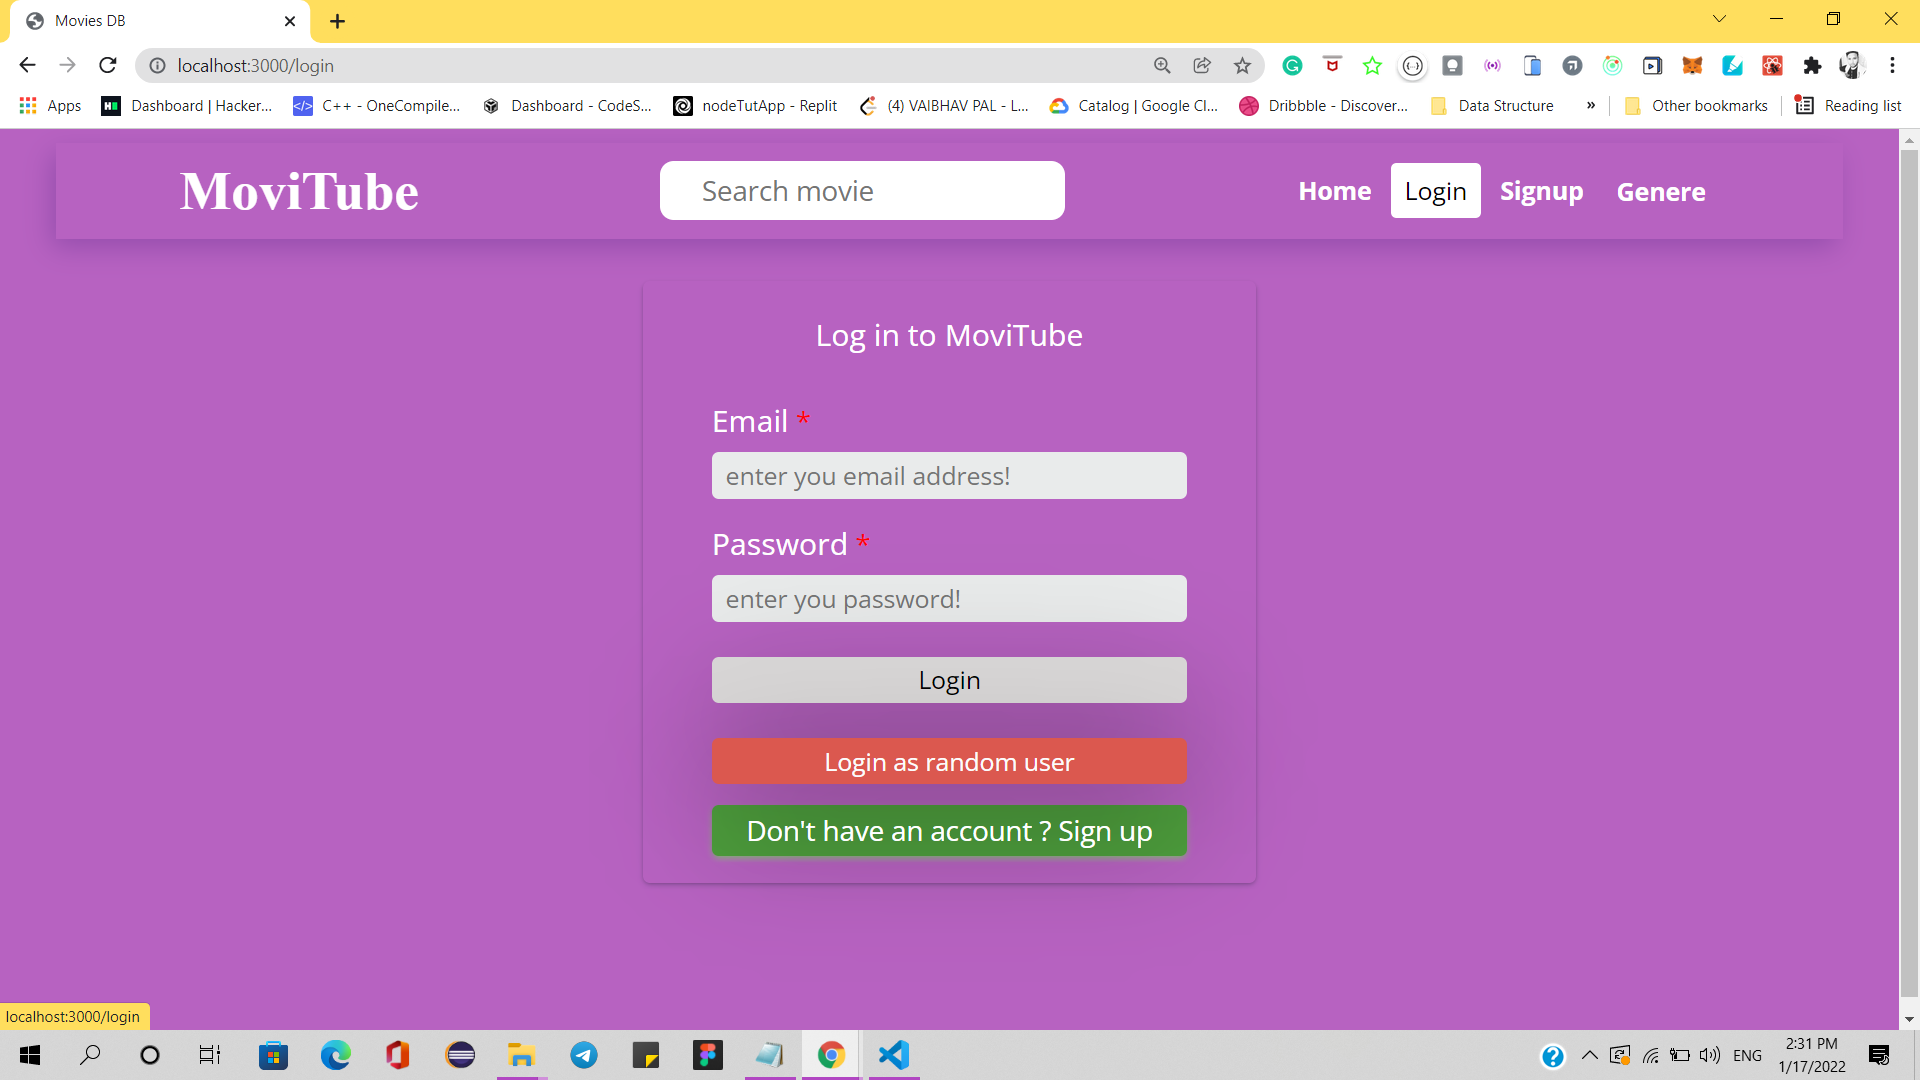 Movies DB
localhost:3000/login
Apps
Dashboard | Hacker...
C++ - OneCompile...
Dashboard - CodeS...
nodeTutApp - Replit
(4) VAIBHAV PAL - L...
Catalog | Google Cl...
Dribbble - Discover...
Data Structure
»
Other bookmarks
Reading list
MoviTube
Search movie
Home
Login
Signup
Genere
Log in to MoviTube
Email *
enter you email address!
Password *
enter you password!
Login
Login as random user
Don't have an account ? Sign up
localhost:3000/login
ENG
2:31 PM
1/17/2022